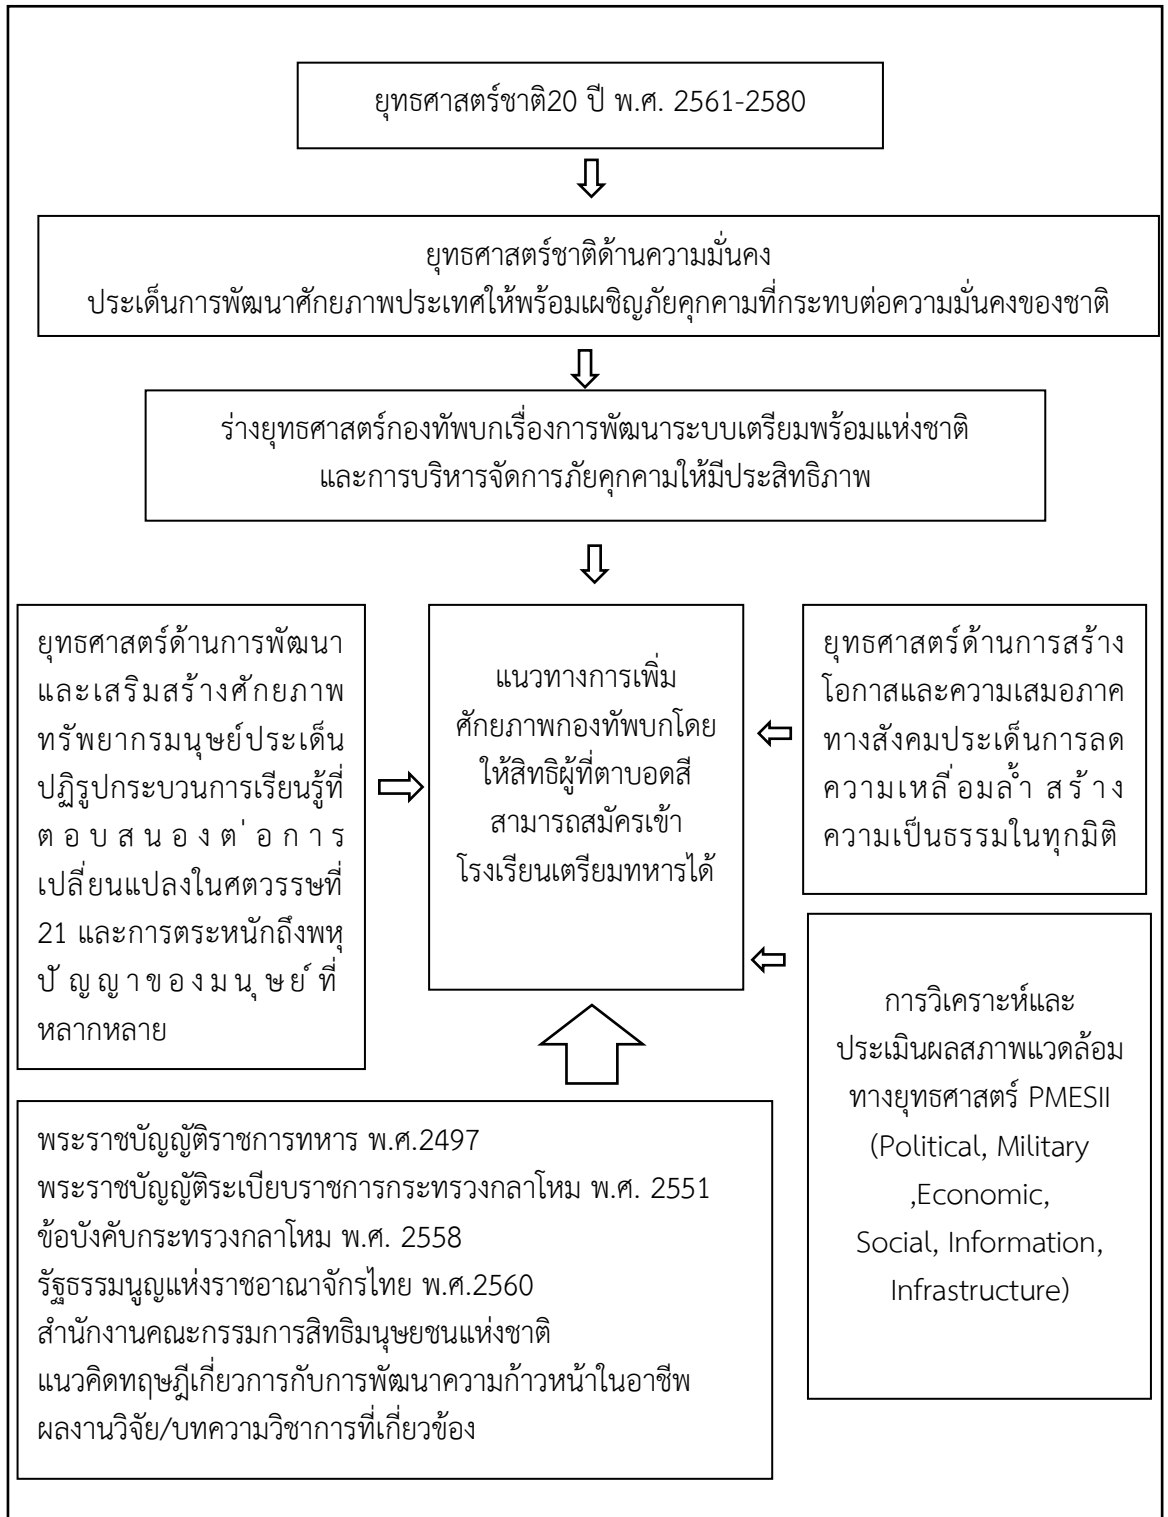 ยุทธศาสตร์ชาติ20 ปี พ.ศ. 2561-2580
ยุทธศาสตร์ชาติด้านความมั่นคง
ประเด็นการพัฒนาศักยภาพประเทศให้พร้อมเผชิญภัยคุกคามที่กระทบต่อความมั่นคงของชาติ
ร่างยุทธศาสตร์กองทัพบกเรื่องการพัฒนาระบบเตรียมพร้อมแห่งชาติ
และการบริหารจัดการภัยคุกคามให้มีประสิทธิภาพ
ยุทธศาสตร์ด้านการพัฒนา
และเสริมสร้างศักยภาพ
ทรัพยากรมนุษย์ประเด็น
ปฏิรูปกระบวนการเรียนรู้ที่
ตอบสนองต่อการ
เปลี่ยนแปลงในศตวรรษที่
21 และการตระหนักถึงพหุ
ปัญญาของมนุษย์ที่
หลากหลาย
แนวทางการเพิ่ม
ศักยภาพกองทัพบกโดย
ให้สิทธิผู้ที่ตาบอดสี
สามารถสมัครเข้า
โรงเรียนเตรียมทหารได้
ยุทธศาสตร์ด้านการสร้าง
โอกาสและความเสมอภาค
ทางสังคมประเด็นการลด
ความเหลื่อมล้ำ สร้าง
ความเป็นธรรมในทุกมิติ
การวิเคราะห์และ
ประเมินผลสภาพแวดล้อม
ทางยุทธศาสตร์ PMESII
(Political, Military
,Economic,
Social, Information,
Infrastructure)
พระราชบัญญัติราชการทหาร พ.ศ.2497
พระราชบัญญัติระเบียบราชการกระทรวงกลาโหม พ.ศ. 2551
ข้อบังคับกระทรวงกลาโหม พ.ศ. 2558
รัฐธรรมนูญแห่งราชอาณาจักรไทย พ.ศ.2560
สำนักงานคณะกรรมการสิทธิมนุษยชนแห่งชาติ
แนวคิดทฤษฎีเกี่ยวการกับการพัฒนาความก้าวหน้าในอาชีพ
ผลงานวิจัย/บทความวิชาการที่เกี่ยวข้อง